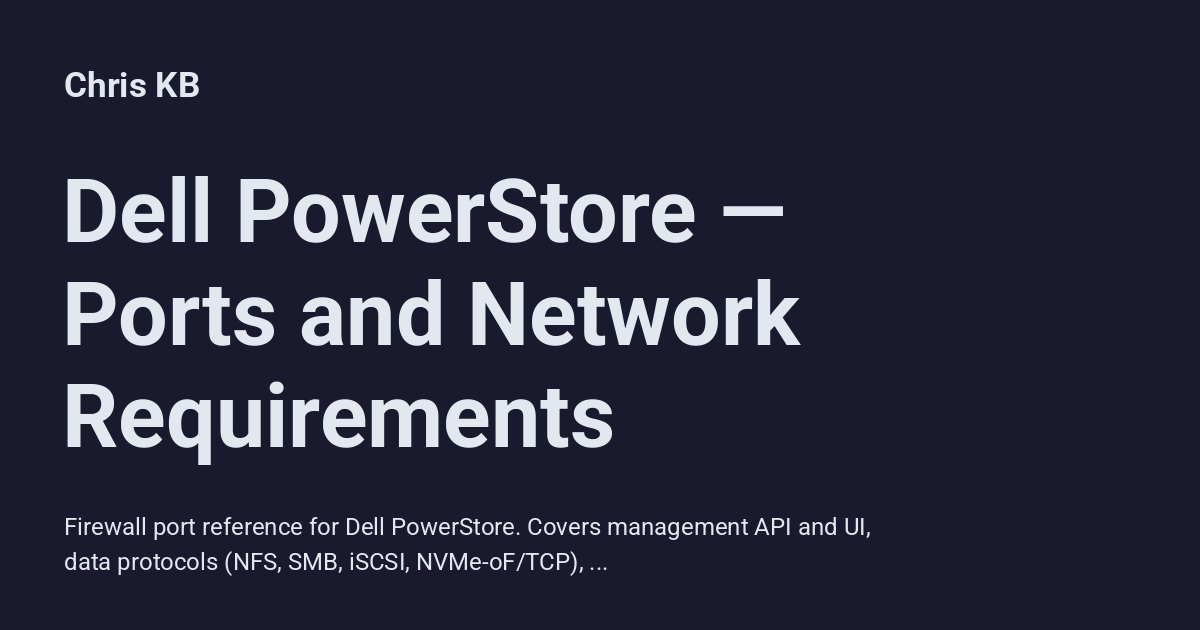 Chris KB
Dell PowerStore —
Ports and Network
Requirements
Firewall port reference for Dell PowerStore. Covers management API and UI,
data protocols (NFS, SMB, iSCSI, NVMe-oF/TCP), ...